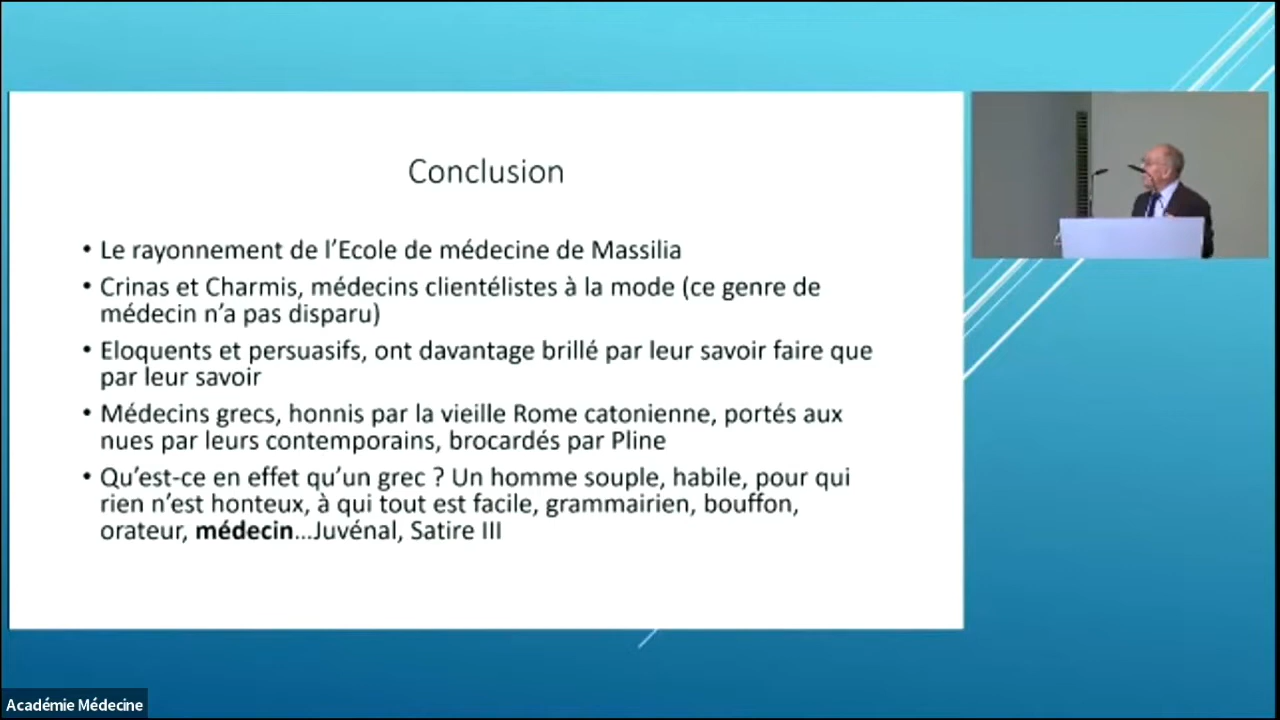 Conclusion
• Le rayonnement de l’Ecole de médecine de Massilia
• Crinas et Charmis, médecins clientélistes à la mode (ce genre de
médecin n’a pas disparu)
• Eloquents et persuasifs, ont davantage brillé par leur savoir faire que
par leur savoir
• Médecins grecs, honnis par la vieille Rome catonienne, portés aux
nues par leurs contemporains, brocardés par Pline
• Qu’est-ce en effet qu’un grec ? Un homme souple, habile, pour qui
rien n’est honteux, à qui tout est facile, grammairien, bouffon,
orateur, médecin...Juvénal, Satire III
Académie Médecine